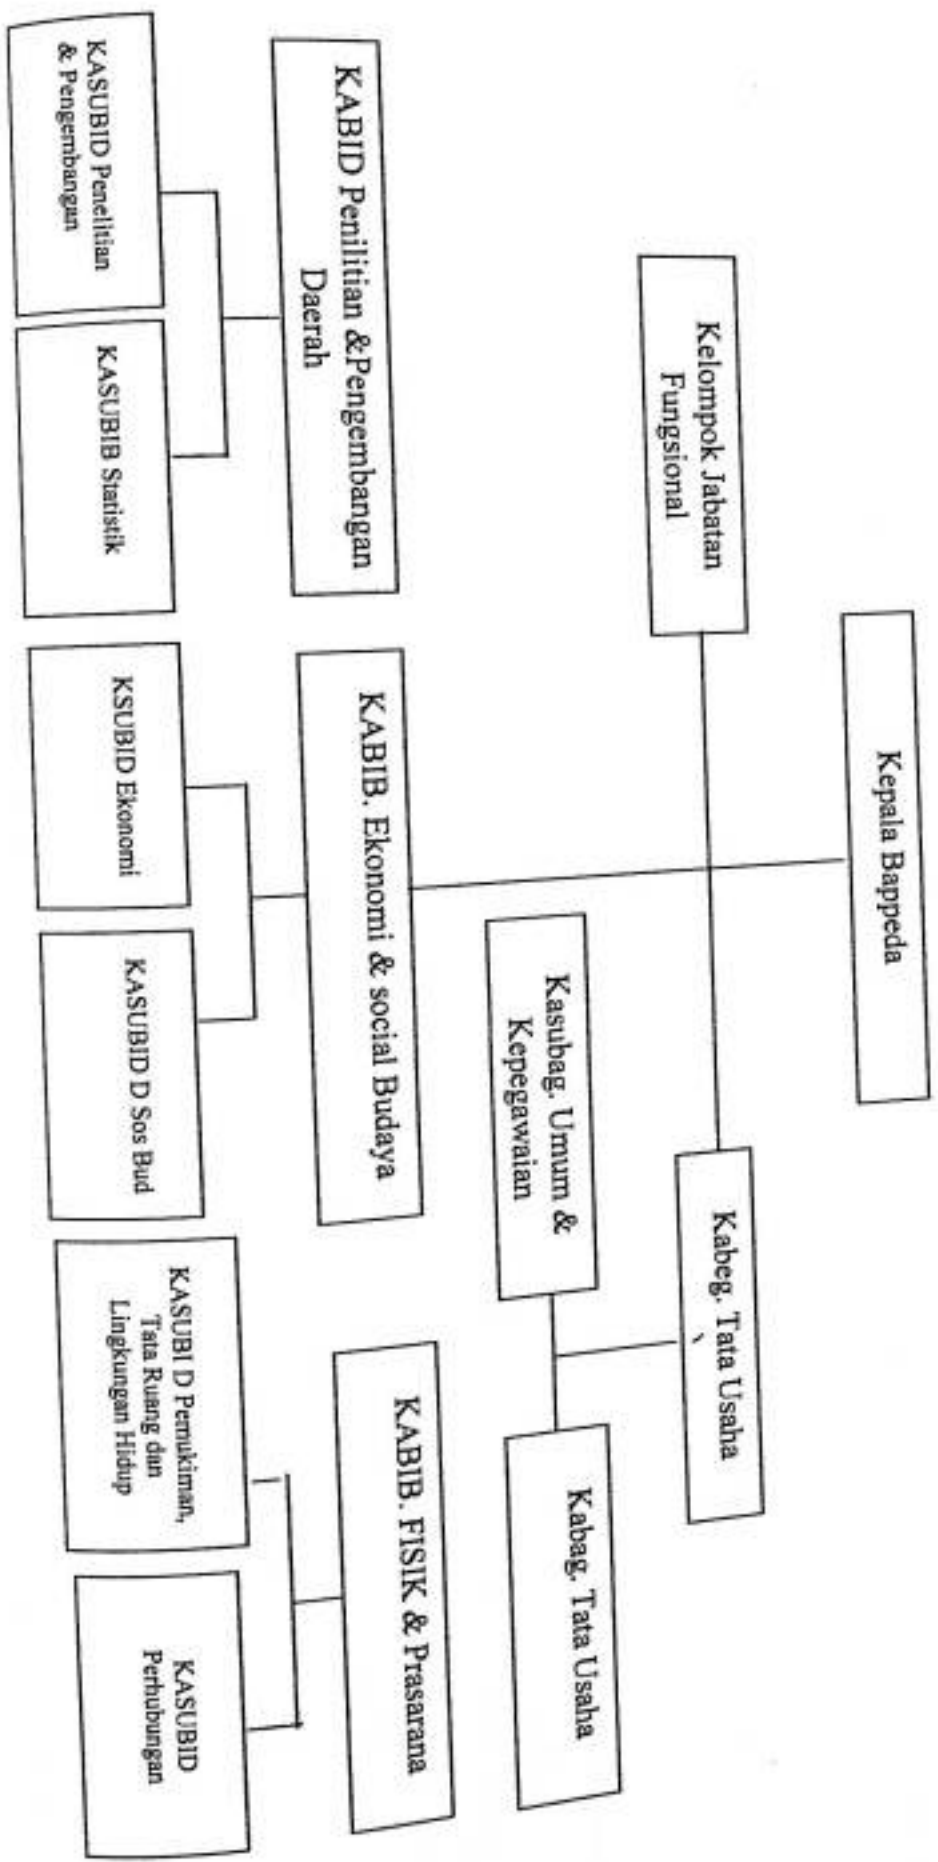 Kepala Bappeda
Kelompok Jabatan
Fungsional
Kabeg. Tata Usaha
Kasubag. Umum &
Kepegawaian
Kabag. Tata Usaha
KABID Penilitian &Pengembangan
Daerah
KABIB. Ekonomi & social Budaya
KABIB. FISIK & Prasarana
KASUBID Penelitian
& Pengembangan
KASUBIB Statistik
KSUBID Ekonomi
KASUBID D Sos Bud
KASUBI D Pemukiman,
Tata Ruang dan
Lingkungan Hidup
KASUBID
Perhubungan